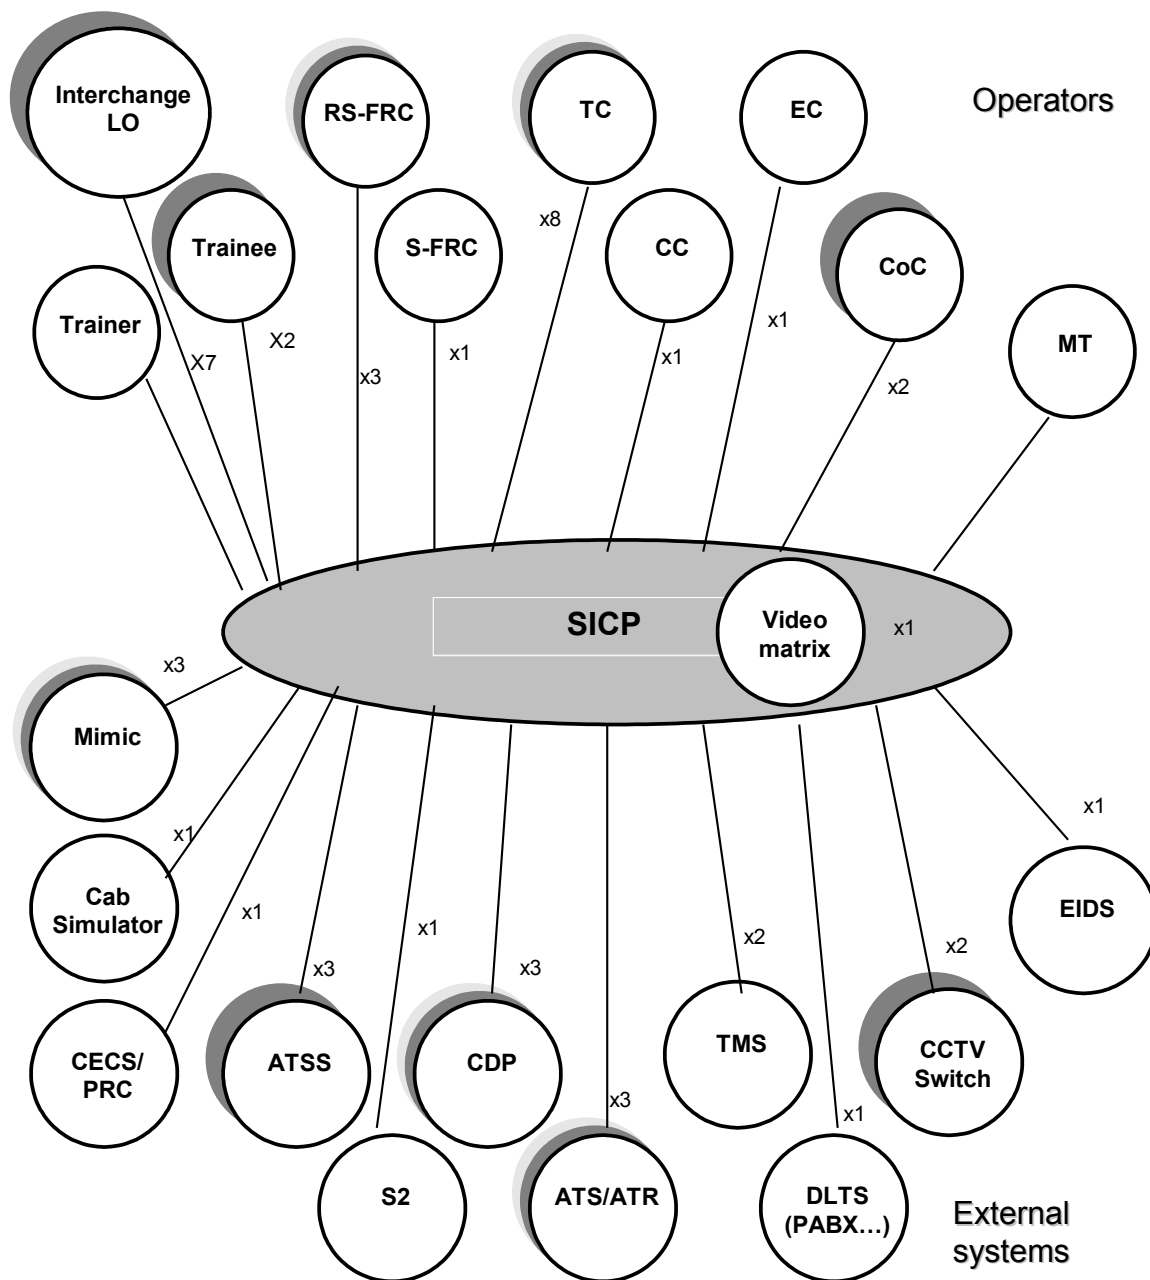 Interchange
LO
RS-FRC
TC
EC
Operators
Trainee
S-FRC
x8
CC
CoC
Trainer
X7
X2
x3
x1
x1
x1
x2
MT
SICP
Video
matrix
x1
x3
Mimic
x1
Cab
Simulator
x1
x1
x3
x3
x2
x2
x1
EIDS
CECS/
PRC
ATSS
CDP
TMS
CCTV
Switch
x3
x1
S2
ATS/ATR
DLTS
(PABX…)
External
systems